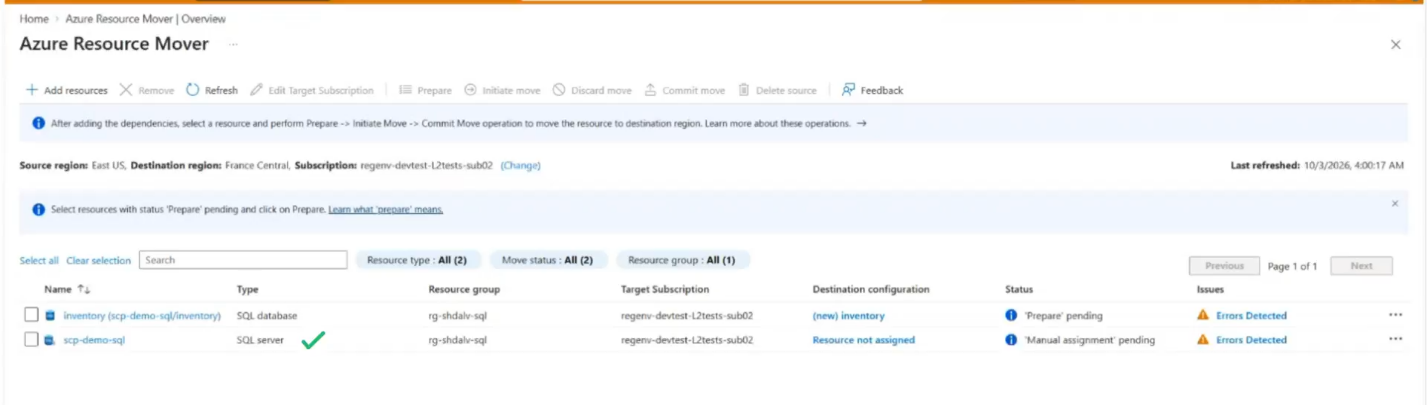 Home > Azure Resource Mover | Overview
Azure Resource Mover ...
Add resources Remove Refresh Edit Target Subscription Prepare Initiate move Discard move Commit move Delete source Feedback
After adding the dependencies, select a resource and perform Prepare -> Initiate Move -> Commit Move operation to move the resource to destination region. Learn more about these operations. →
Source region: East US, Destination region: France Central, Subscription: regenv-devtest-L2tests-sub02 (Change) Last refreshed: 10/3/2026, 4:00:17 AM
Select resources with status 'Prepare' pending and click on Prepare. Learn what 'prepare' means.
Select all Clear selection Search Resource type : All (2) Move status : All (2) Resource group : All (1)
Previous Page 1 of 1 Next
Name ↑↓ Type Resource group Target Subscription Destination configuration Status Issues
inventory (scp-demo-sql/inventory) SQL database rg-shdalv-sql regenv-devtest-L2tests-sub02 (new) inventory 'Prepare' pending Errors Detected ...
scp-demo-sql SQL server rg-shdalv-sql regenv-devtest-L2tests-sub02 Resource not assigned 'Manual assignment' pending Errors Detected ...